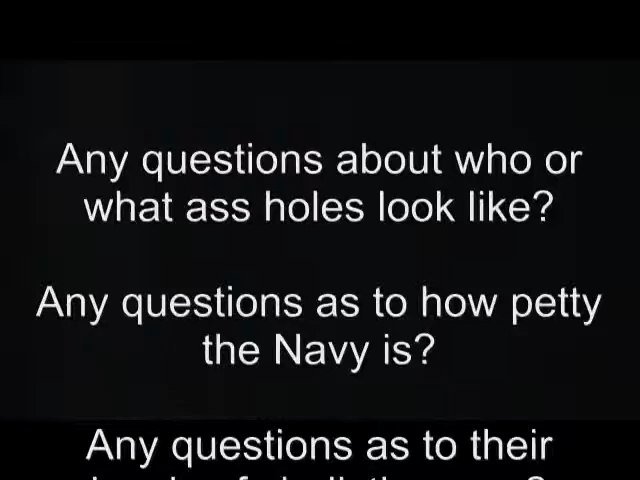 Any questions about who or
what ass holes look like?
Any questions as to how petty
the Navy is?
Any questions as to their